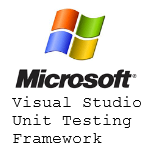 Microsoft®
Visual Studio
Unit Testing
Framework